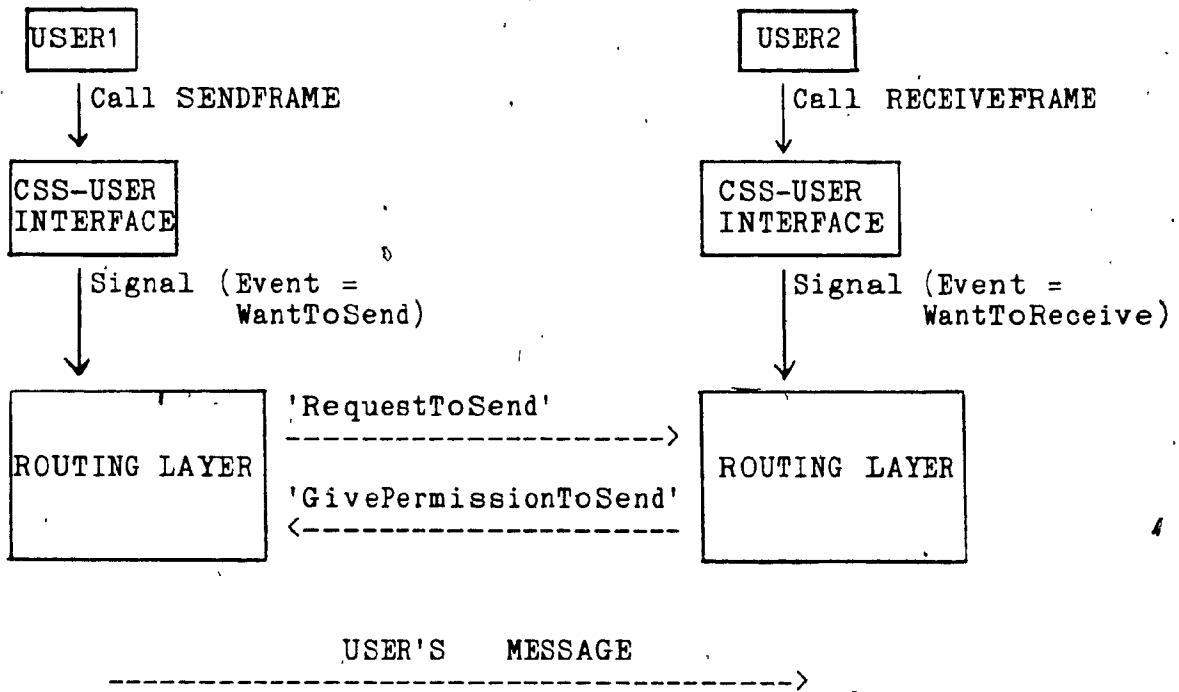 USER1
USER2
Call SENDFRAME
Call RECEIVEFRAME
CSS-USER
INTERFACE
CSS-USER
INTERFACE
Signal (Event =
WantToSend)
Signal (Event =
WantToReceive)
'RequestToSend'
ROUTING LAYER
ROUTING LAYER
'GivePermissionToSend'
USER'S MESSAGE